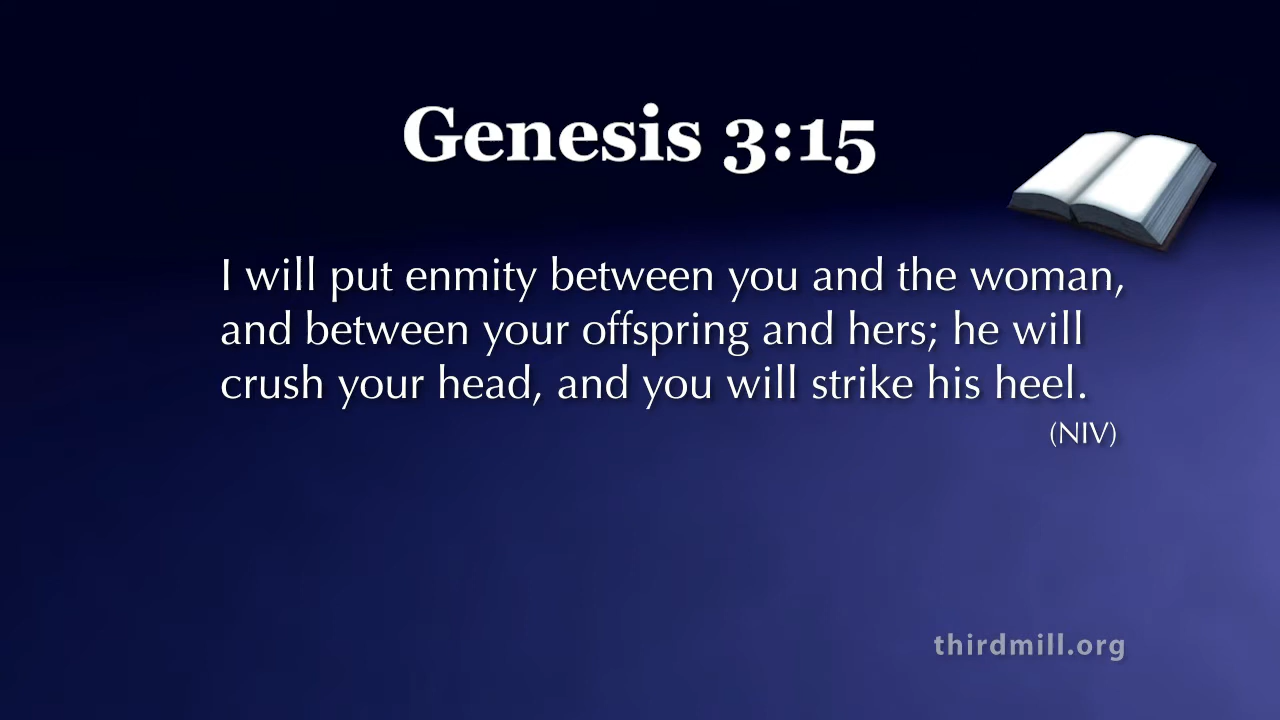 Genesis 3:15
I will put enmity between you and the woman,
and between your offspring and hers; he will
crush your head, and you will strike his heel.
(NIV)
thirdmill.org